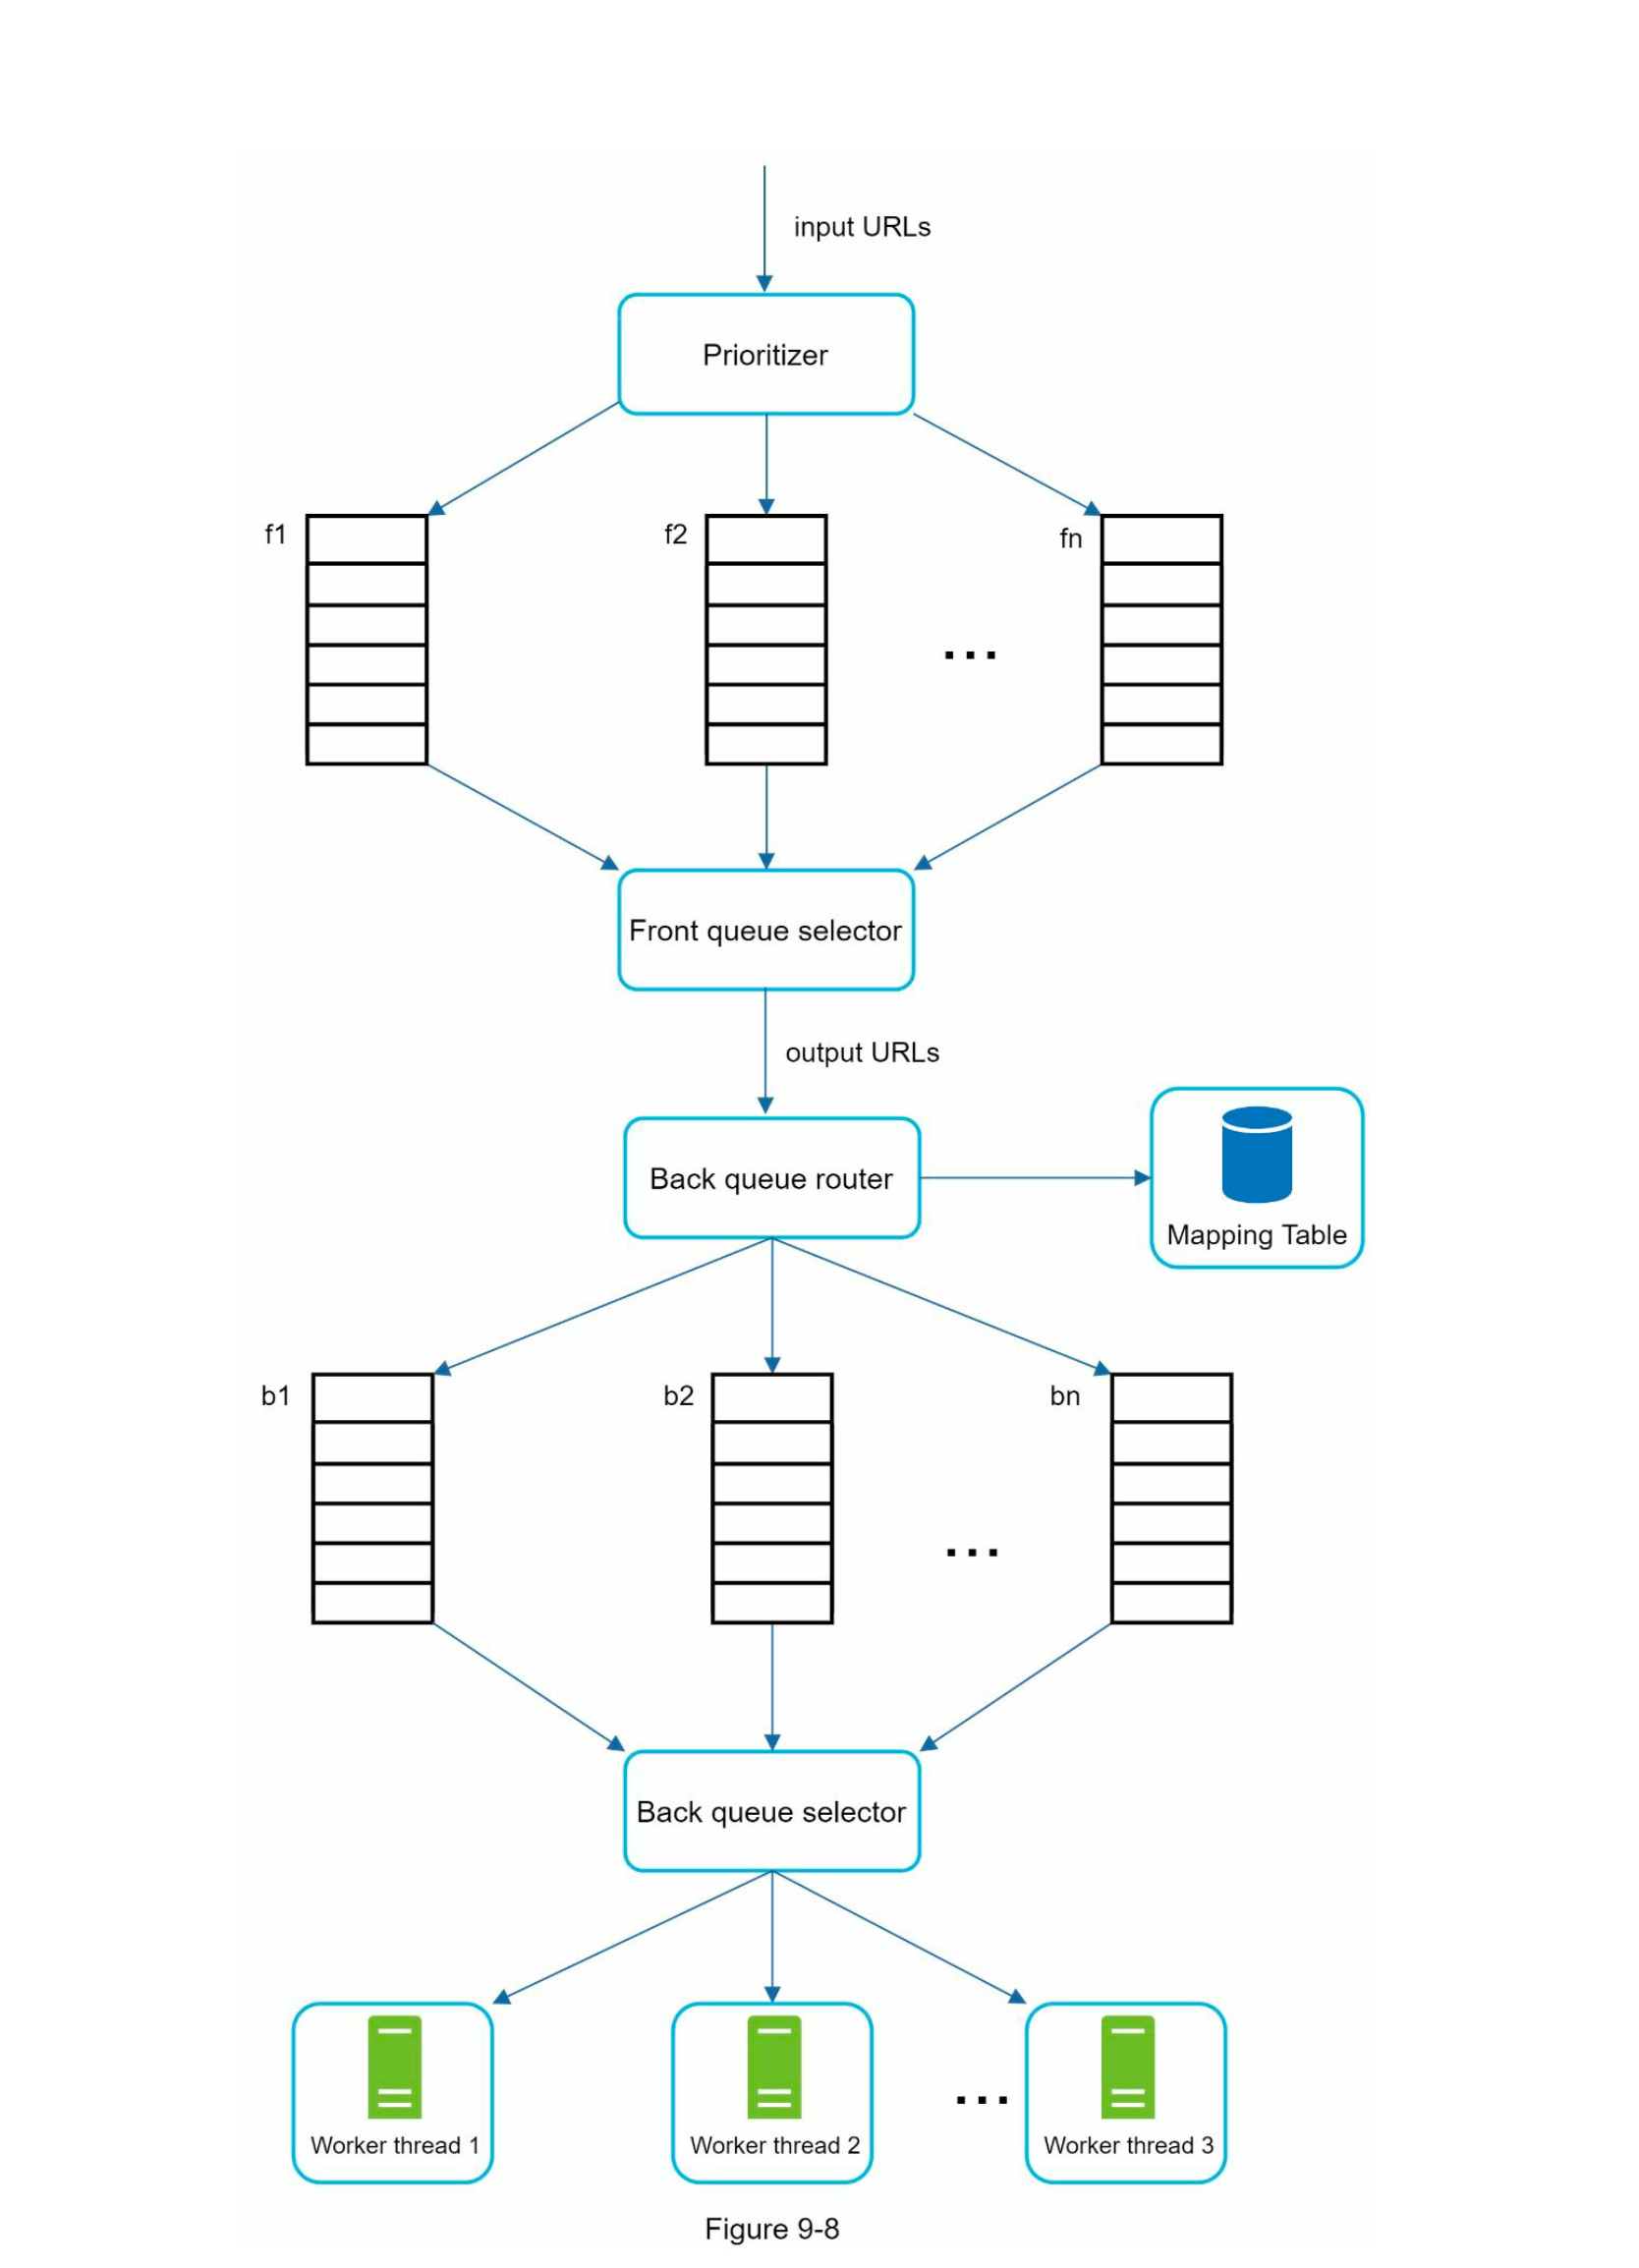 input URLs
Prioritizer
f1
f2
fn
...
Front queue selector
output URLs
Back queue router
Mapping Table
b1
b2
bn
...
Back queue selector
...
Worker thread 1
Worker thread 2
Worker thread 3
Figure 9-8